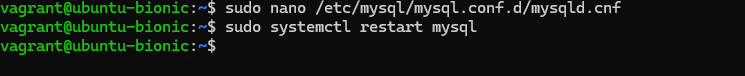 vagrant@ubuntu-bionic:~$ sudo nano /etc/mysql/mysql.conf.d/mysqld.cnf
vagrant@ubuntu-bionic:~$ sudo systemctl restart mysql
vagrant@ubuntu-bionic:~$